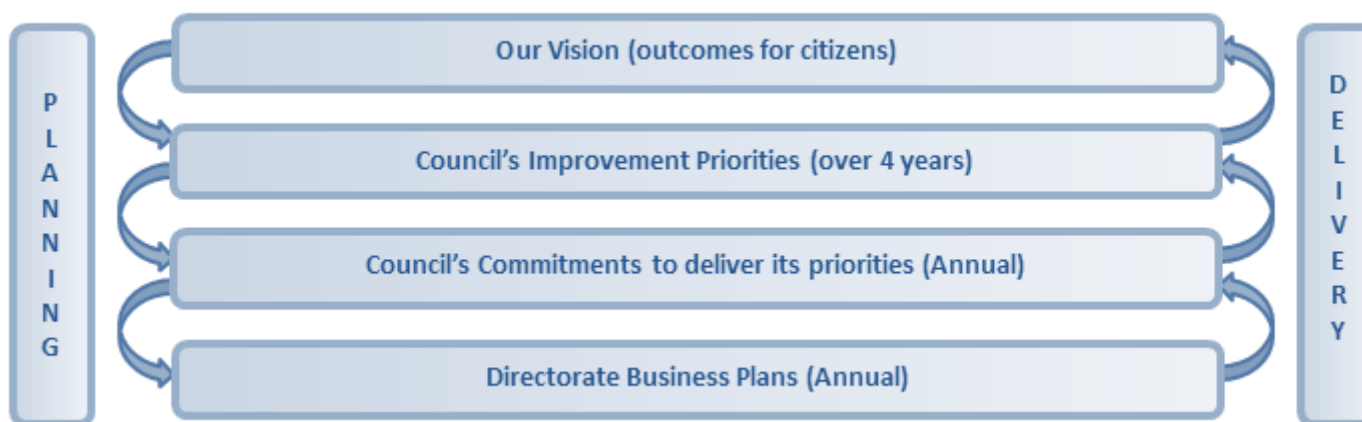 PLANNING
Our Vision (outcomes for citizens)
Council's Improvement Priorities (over 4 years)
Council's Commitments to deliver its priorities (Annual)
Directorate Business Plans (Annual)
DELIVERY